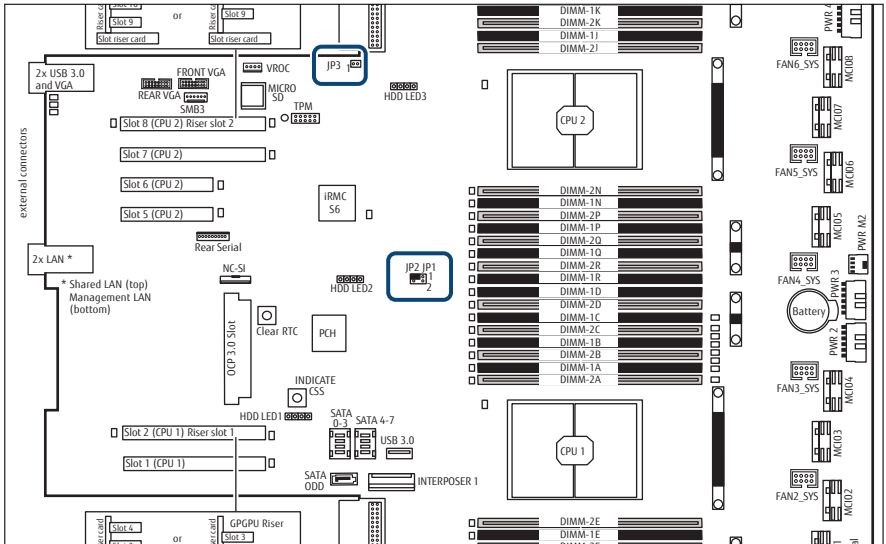 Slot 9
or
Slot 9
Slot riser card
Slot riser card
2x USB 3.0
and VGA
FRONT VGA
REAR VGA
SMB3
VROC
MICRO
SD
TPM
JP3 1
HDD LED3
Slot 8 (CPU 2) Riser slot 2
Slot 7 (CPU 2)
Slot 6 (CPU 2)
Slot 5 (CPU 2)
external connectors
iRMC
S6
Rear Serial
2x LAN *
* Shared LAN (top)
Management LAN
(bottom)
NC-SI
HDD LED2
JP2 JP1
1
2
OCP 3.0 Slot
Clear RTC
PCH
INDICATE
CSS
HDD LED1
SATA
0-3
SATA 4-7
USB 3.0
Slot 2 (CPU 1) Riser slot 1
Slot 1 (CPU 1)
SATA
ODD
INTERPOSER 1
Slot 4
or
GPGPU Riser
Slot 3
DIMM-1K
DIMM-2K
DIMM-1J
DIMM-2J
CPU 2
DIMM-2N
DIMM-1N
DIMM-2P
DIMM-1P
DIMM-2Q
DIMM-1Q
DIMM-2R
DIMM-1R
DIMM-1D
DIMM-2D
DIMM-1C
DIMM-2C
DIMM-1B
DIMM-2B
DIMM-1A
DIMM-2A
CPU 1
DIMM-2E
DIMM-1E
PWR 4
FAN6_SYS
MCIO8
MCIO7
FAN5_SYS
MCIO6
MCIO5
PWR M2
FAN4_SYS
PWR 3
Battery
PWR 2
FAN3_SYS
MCIO4
MCIO3
FAN2_SYS
MCIO2